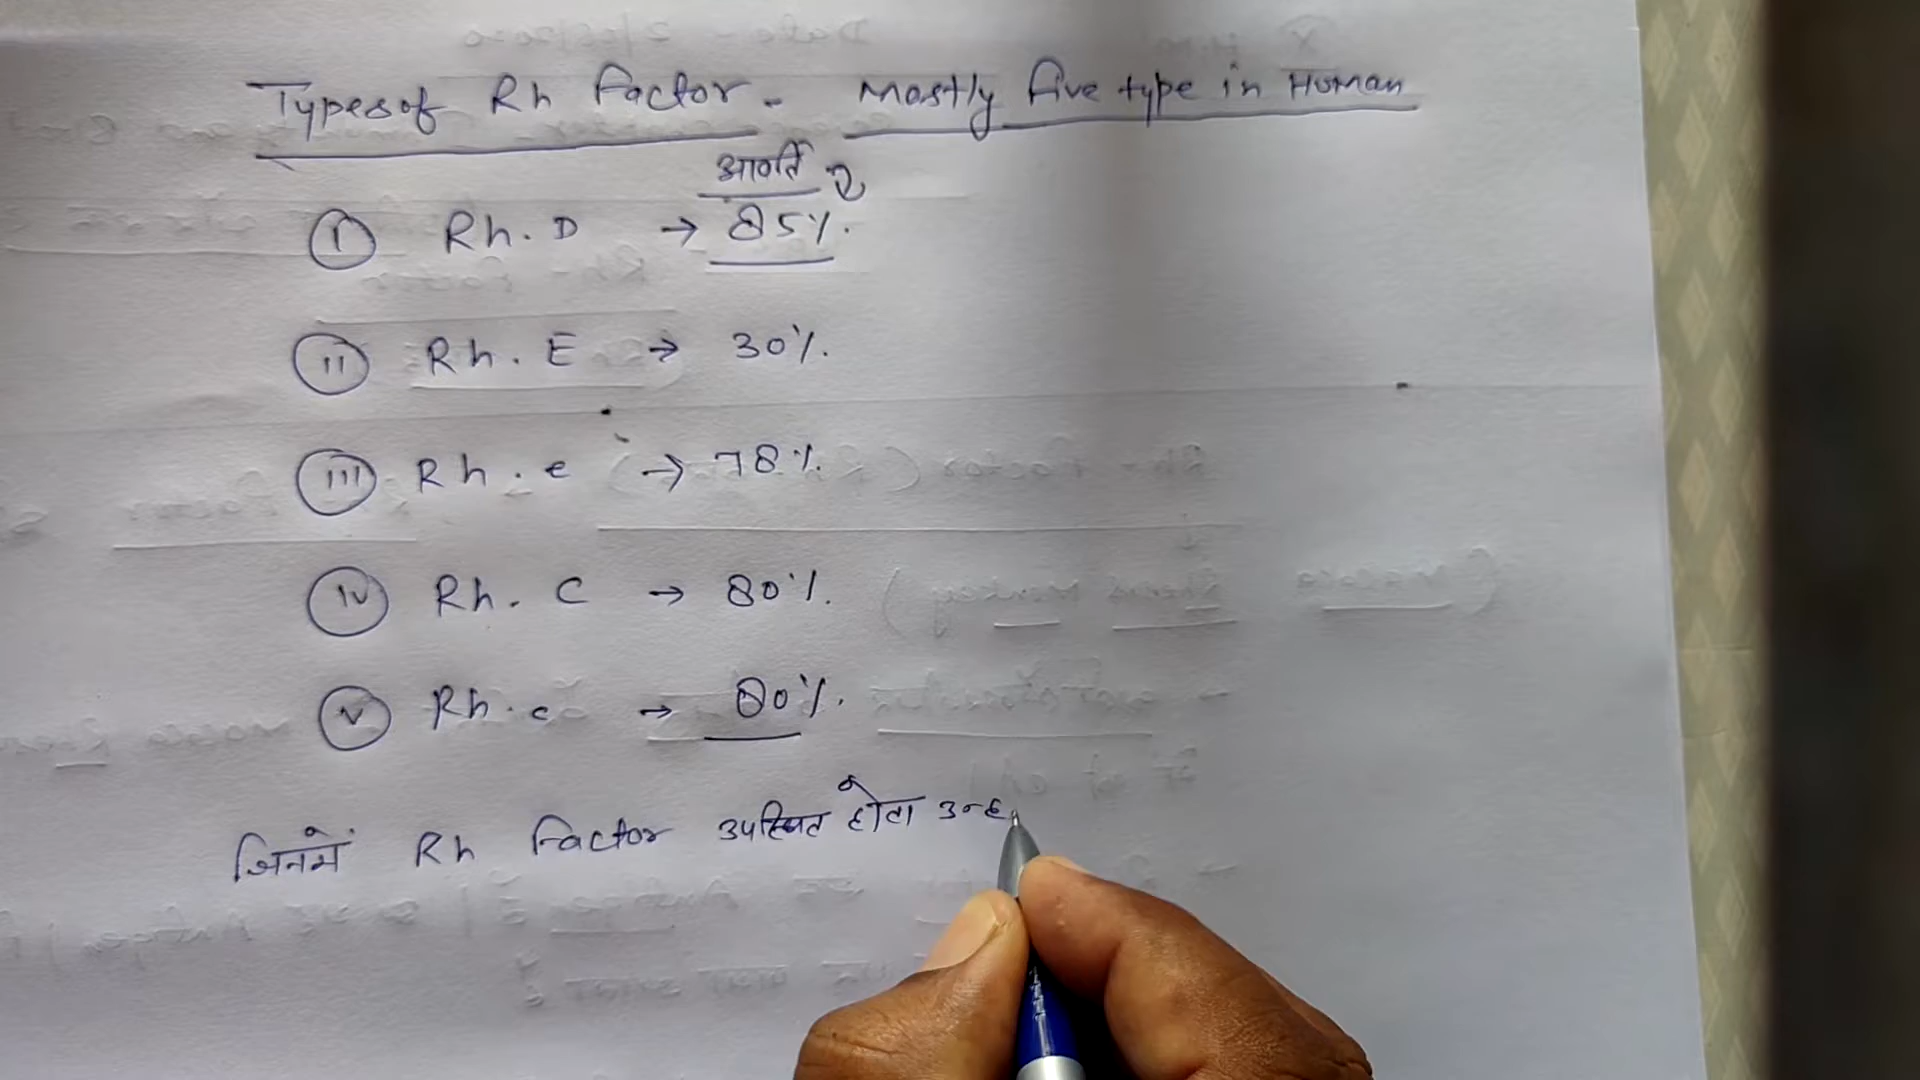 Types of Rh factor - Mostly five type in Human
आवर्ति
(i) Rh. D → 85%.
(ii) Rh. E → 30%.
(iii) Rh. e → 78%.
(iv) Rh. C → 80%.
(v) Rh. c → 80%.
जिनमें Rh Factor उपस्थित होता उन्ह